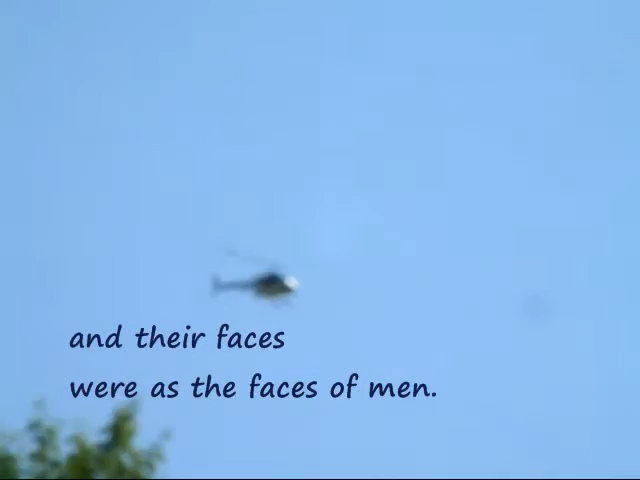 and their faces
were as the faces of men.